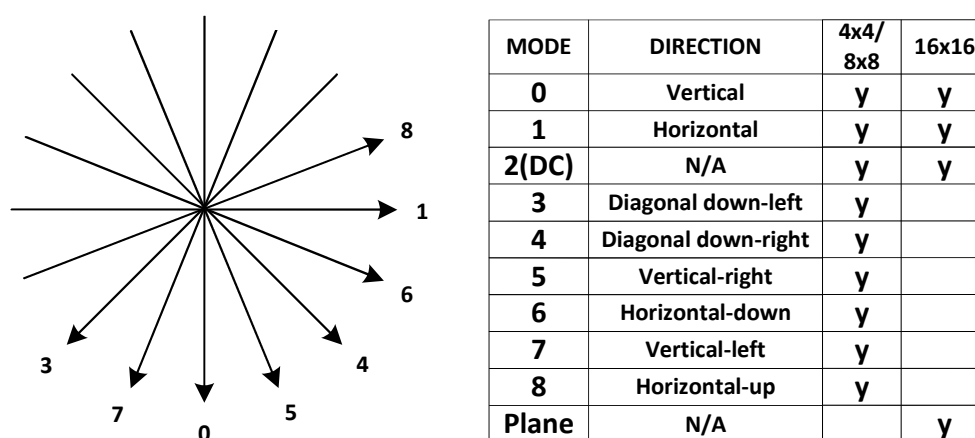 8
1
6
3
4
7
5
0
MODE DIRECTION 4x4/ 8x8 16x16
0 Vertical y y
1 Horizontal y y
2(DC) N/A y y
3 Diagonal down-left y
4 Diagonal down-right y
5 Vertical-right y
6 Horizontal-down y
7 Vertical-left y
8 Horizontal-up y
Plane N/A y